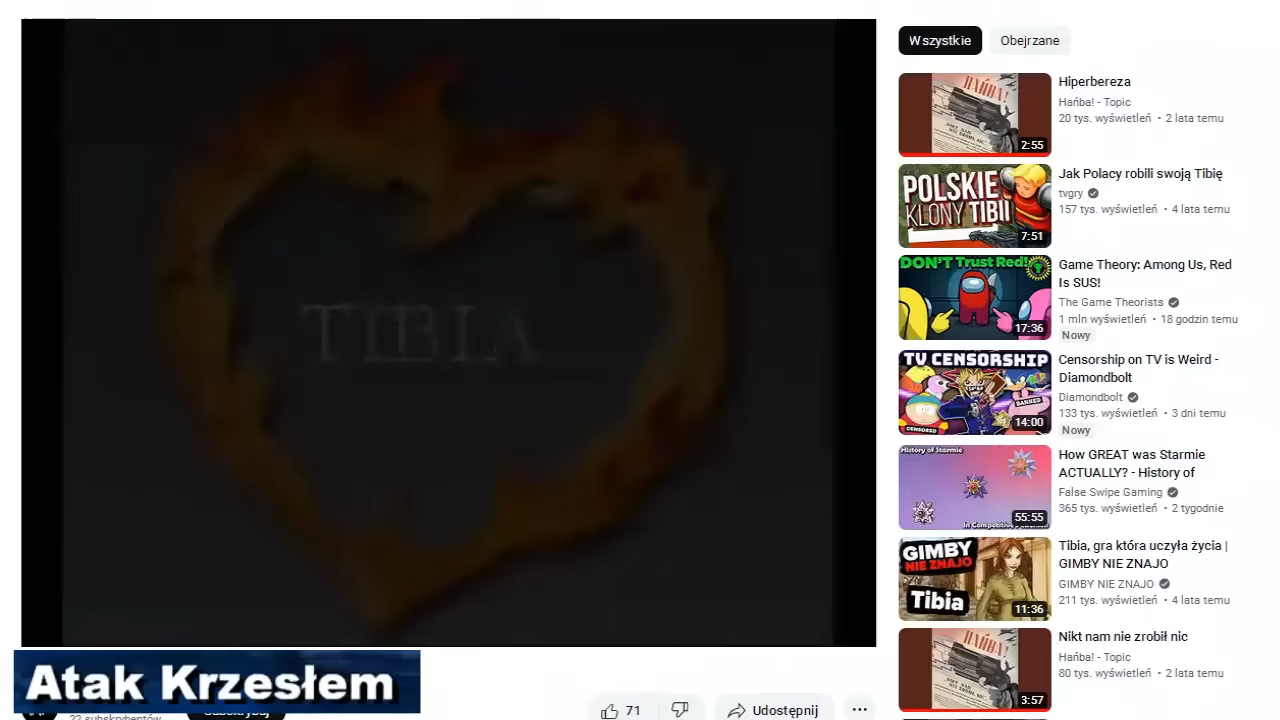 TIBIA
Atak Krzesłem
22 subskrybentów
Subskrybuj
71
Udostępnij
Wszystkie
Obejrzane
HAŃBA!
2:55
Hiperbereza
Hańba! - Topic
20 tys. wyświetleń • 2 lata temu
POLSKIE
KLONY TIBII
7:51
Jak Polacy robili swoją Tibię
tvgry
157 tys. wyświetleń • 4 lata temu
DON'T Trust Red!
17:36
Game Theory: Among Us, Red
Is SUS!
The Game Theorists
1 mln wyświetleń • 18 godzin temu
Nowy
TV CENSORSHIP
BANNED
CENSORED
14:00
Censorship on TV is Weird -
Diamondbolt
Diamondbolt
133 tys. wyświetleń • 3 dni temu
Nowy
History of Starmie
55:55
How GREAT was Starmie
ACTUALLY? - History of
False Swipe Gaming
365 tys. wyświetleń • 2 tygodnie
GIMBY
NIE ZNAJO
Tibia
11:36
Tibia, gra która uczyła życia |
GIMBY NIE ZNAJO
GIMBY NIE ZNAJO
211 tys. wyświetleń • 4 lata temu
HAŃBA!
3:57
Nikt nam nie zrobił nic
Hańba! - Topic
80 tys. wyświetleń • 2 lata temu